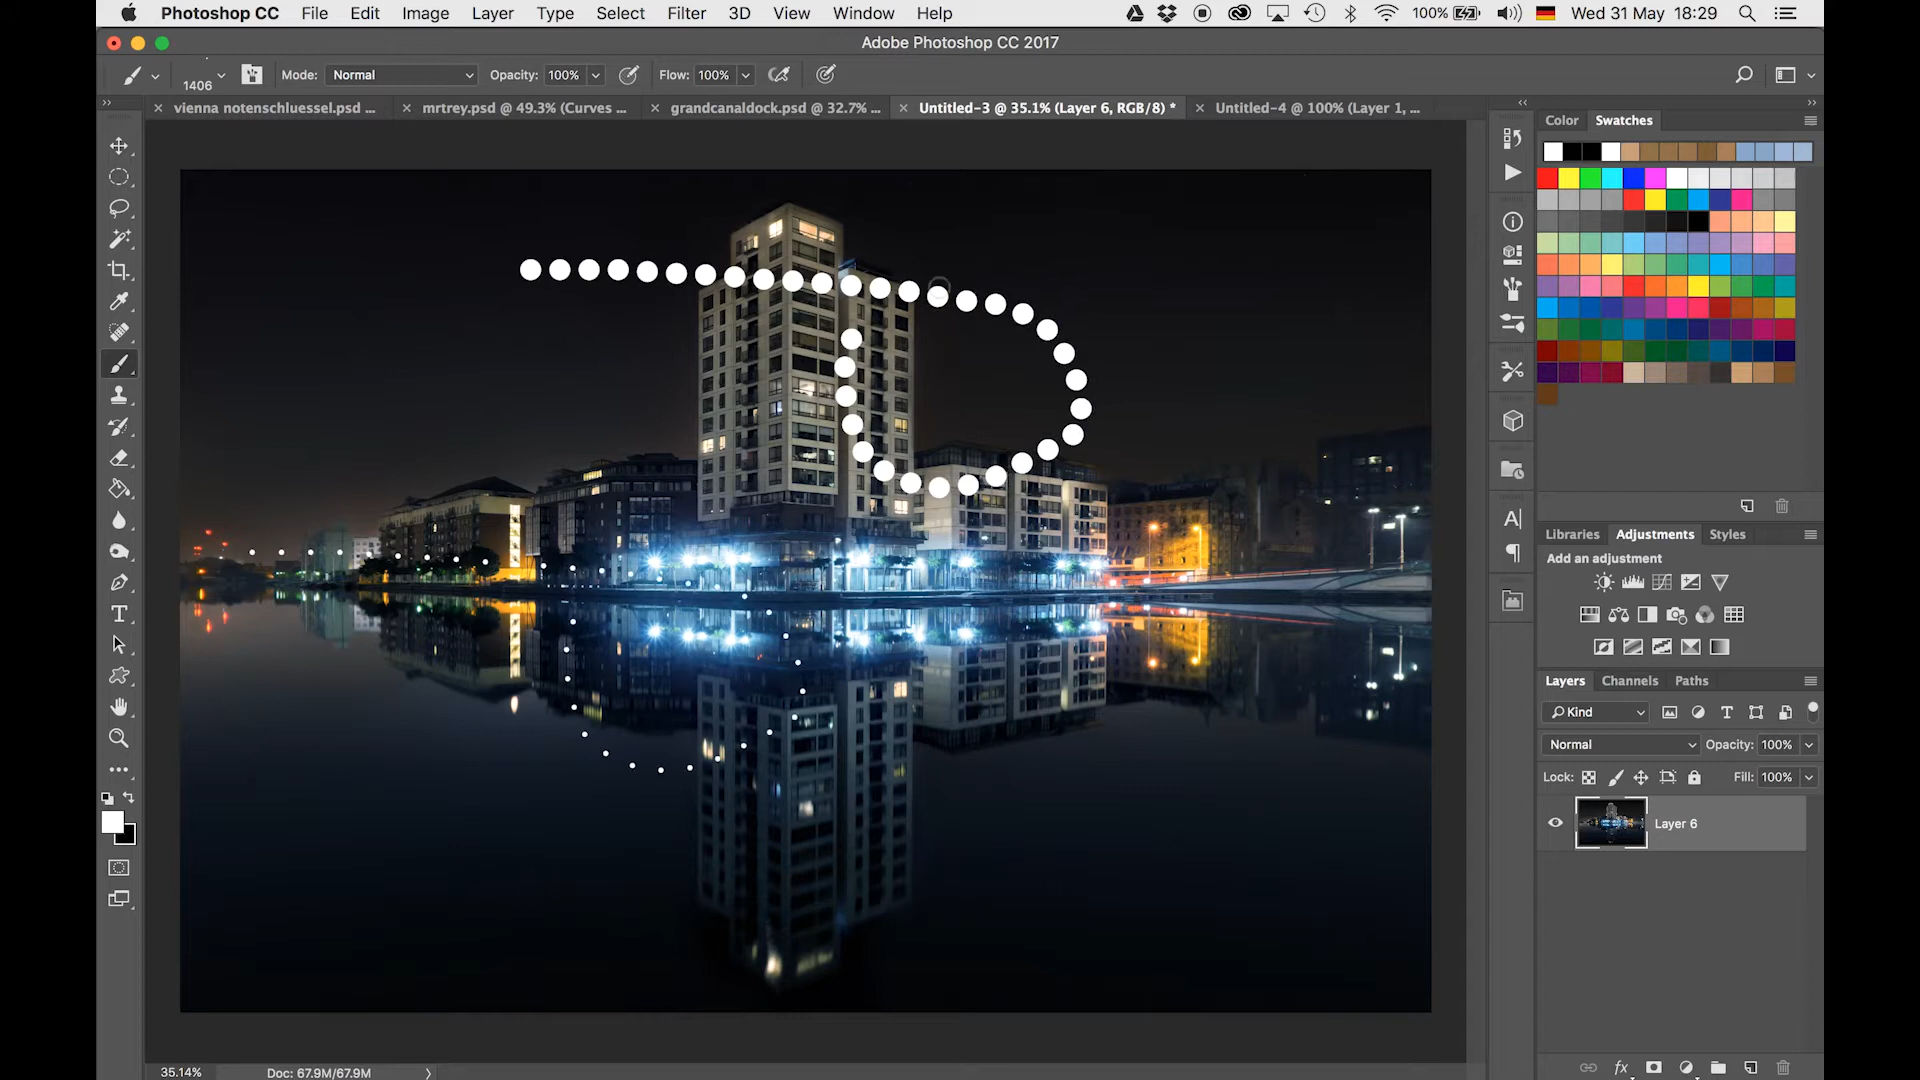 Photoshop CC File Edit Image Layer Type Select Filter 3D View Window Help 100% Wed 31 May 18:29
Adobe Photoshop CC 2017
1406 Mode: Normal Opacity: 100% Flow: 100%
vienna notenschluessel.psd ... mrtrey.psd @ 49.3% (Curves ... grandcanaldock.psd @ 32.7% ... Untitled-3 @ 35.1% (Layer 6, RGB/8) * Untitled-4 @ 100% (Layer 1, ...
Color Swatches
Libraries Adjustments Styles
Add an adjustment
Layers Channels Paths
Kind
Normal Opacity: 100%
Lock: Fill: 100%
Layer 6
35.14% Doc: 67.9M/67.9M